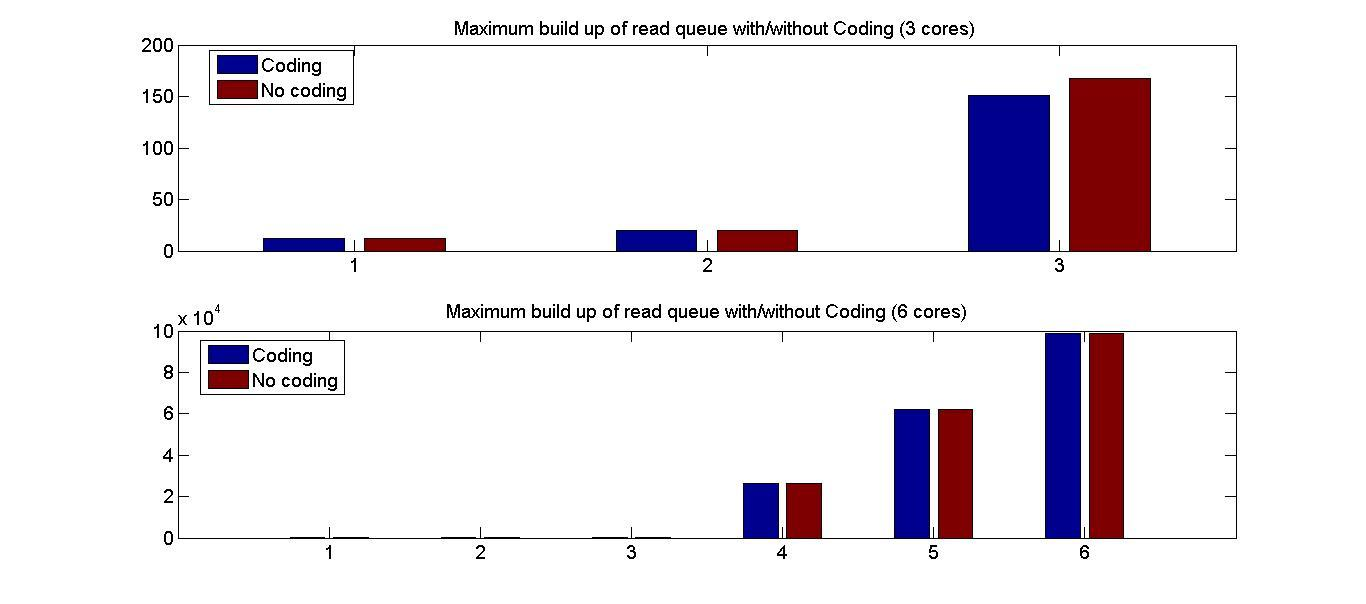 Maximum build up of read queue with/without Coding (3 cores)
200
150
100
50
0
Coding
No coding
1 2 3
Maximum build up of read queue with/without Coding (6 cores)
x 10^4
10
8
6
4
2
0
Coding
No coding
1 2 3 4 5 6